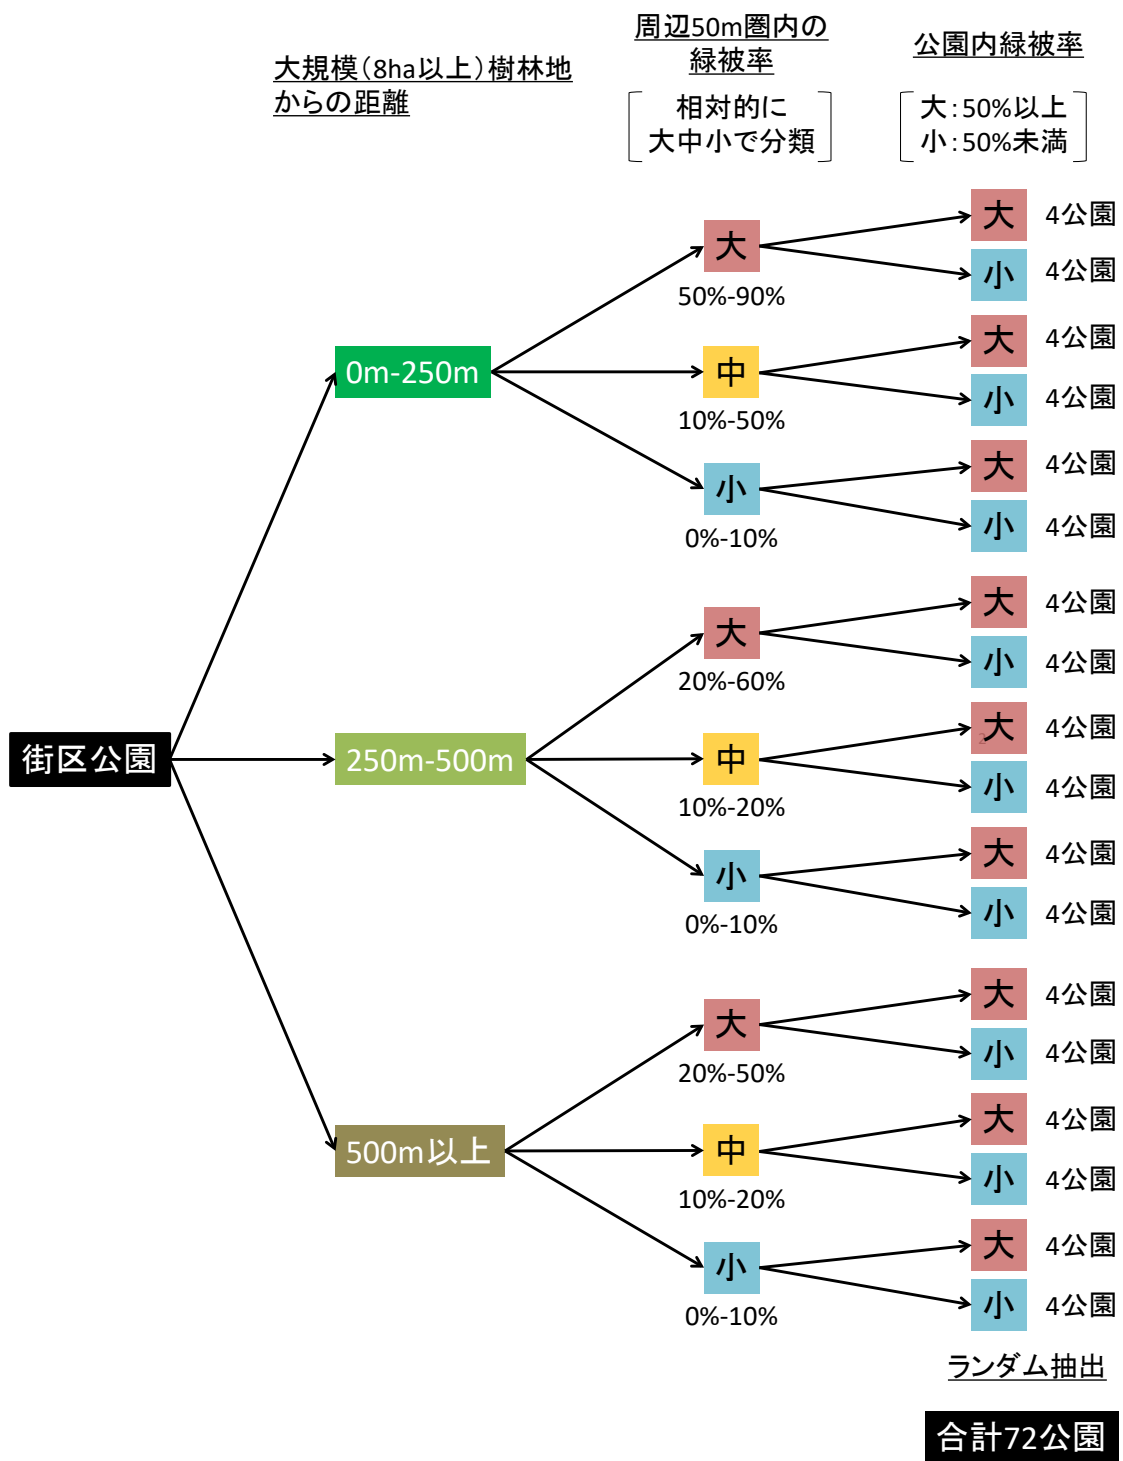 大規模（8ha以上）樹林地
からの距離
周辺50m圏内の
緑被率
相対的に
大中小で分類
公園内緑被率
大：50%以上
小：50%未満
街区公園
0m-250m
大
50%-90%
大 4公園
小 4公園
中
10%-50%
大 4公園
小 4公園
小
0%-10%
大 4公園
小 4公園
250m-500m
大
20%-60%
大 4公園
小 4公園
中
10%-20%
大 4公園
2
小 4公園
小
0%-10%
大 4公園
小 4公園
500m以上
大
20%-50%
大 4公園
小 4公園
中
10%-20%
大 4公園
小 4公園
小
0%-10%
大 4公園
小 4公園
ランダム抽出
合計72公園